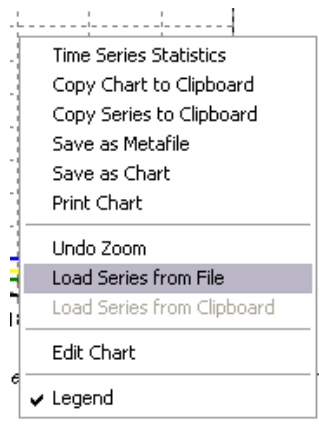 Time Series Statistics
Copy Chart to Clipboard
Copy Series to Clipboard
Save as Metafile
Save as Chart
Print Chart
Undo Zoom
Load Series from File
Load Series from Clipboard
Edit Chart
Legend